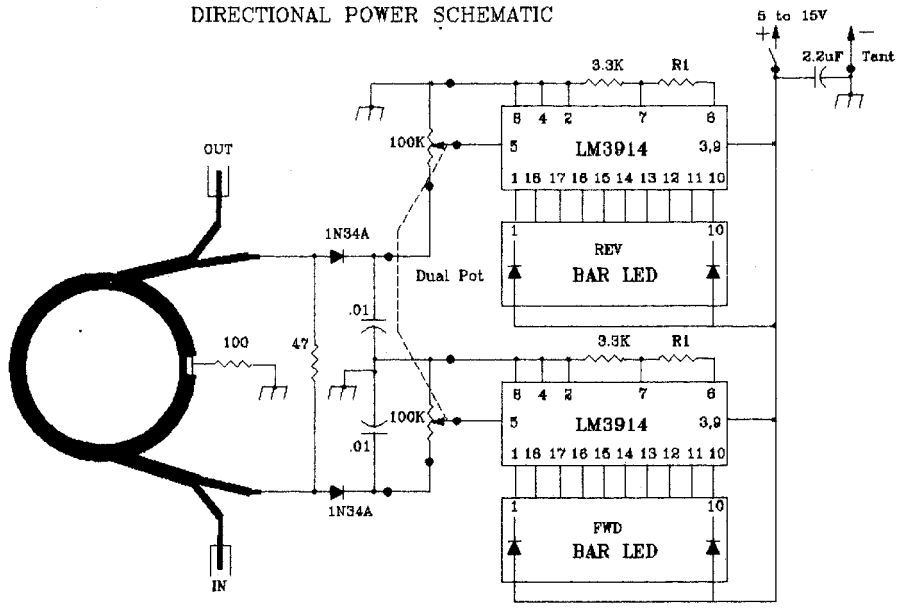 DIRECTIONAL POWER SCHEMATIC
5 to 15V
+ −
2.2uF Tant
3.3K R1
8 4 2 7 6
100K
5 LM3914 3,9
OUT
1 18 17 16 15 14 13 12 11 10
1N34A
1 REV 10
BAR LED
Dual Pot
.01
100 47
3.3K R1
8 4 2 7 6
100K
5 LM3914 3,9
.01
1 18 17 16 15 14 13 12 11 10
1N34A
1 FWD 10
BAR LED
IN